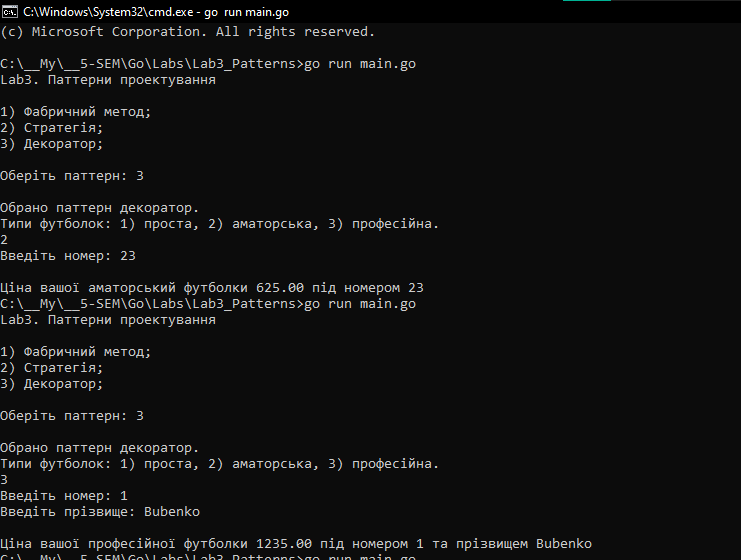 C:\Windows\System32\cmd.exe - go run main.go
(c) Microsoft Corporation. All rights reserved.
C:\__My\__5-SEM\Go\Labs\Lab3_Patterns>go run main.go
Lab3. Паттерни проектування
1) Фабричний метод;
2) Стратегія;
3) Декоратор;
Оберіть паттерн: 3
Обрано паттерн декоратор.
Типи футболок: 1) проста, 2) аматорська, 3) професійна.
2
Введіть номер: 23
Ціна вашої аматорський футболки 625.00 під номером 23
C:\__My\__5-SEM\Go\Labs\Lab3_Patterns>go run main.go
Lab3. Паттерни проектування
1) Фабричний метод;
2) Стратегія;
3) Декоратор;
Оберіть паттерн: 3
Обрано паттерн декоратор.
Типи футболок: 1) проста, 2) аматорська, 3) професійна.
3
Введіть номер: 1
Введіть прізвище: Bubenko
Ціна вашої професійної футболки 1235.00 під номером 1 та прізвищем Bubenko
C:\__My\__5-SEM\Go\Labs\Lab3_Patterns>go run main.go